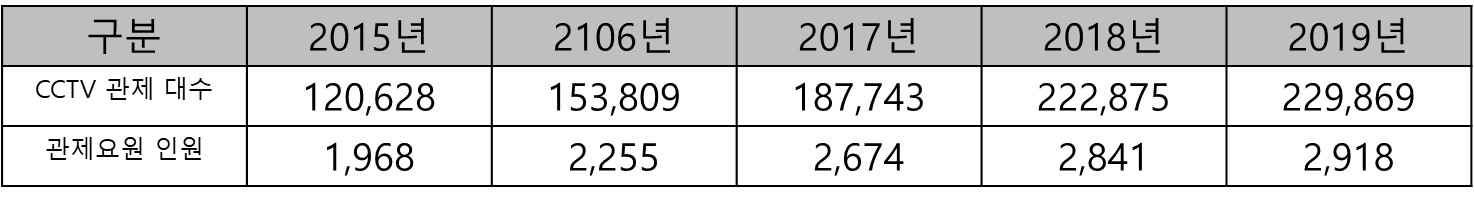 구분 2015년 2106년 2017년 2018년 2019년
CCTV 관제 대수 120,628 153,809 187,743 222,875 229,869
관제요원 인원 1,968 2,255 2,674 2,841 2,918